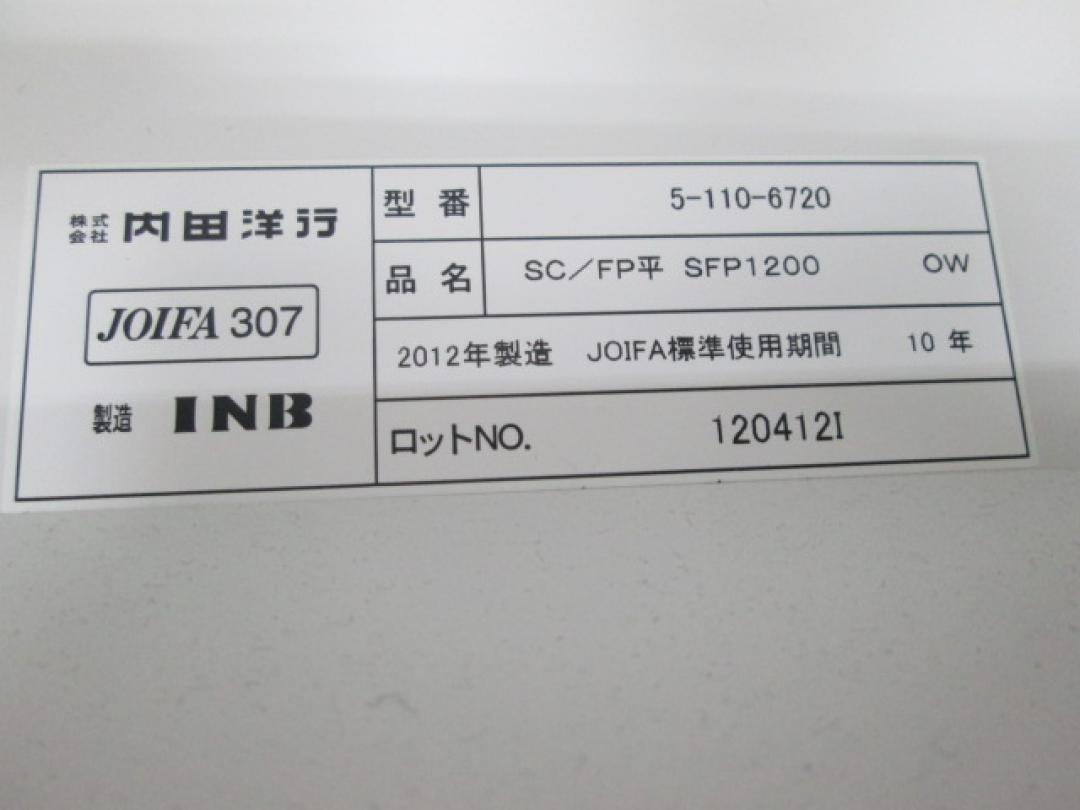 株式会社 内田洋行
JOIFA 307
製造 INB
型番 5-110-6720
品名 SC／FP平 SFP1200 OW
2012年製造 JOIFA標準使用期間 10年
ロットNO. 120412I